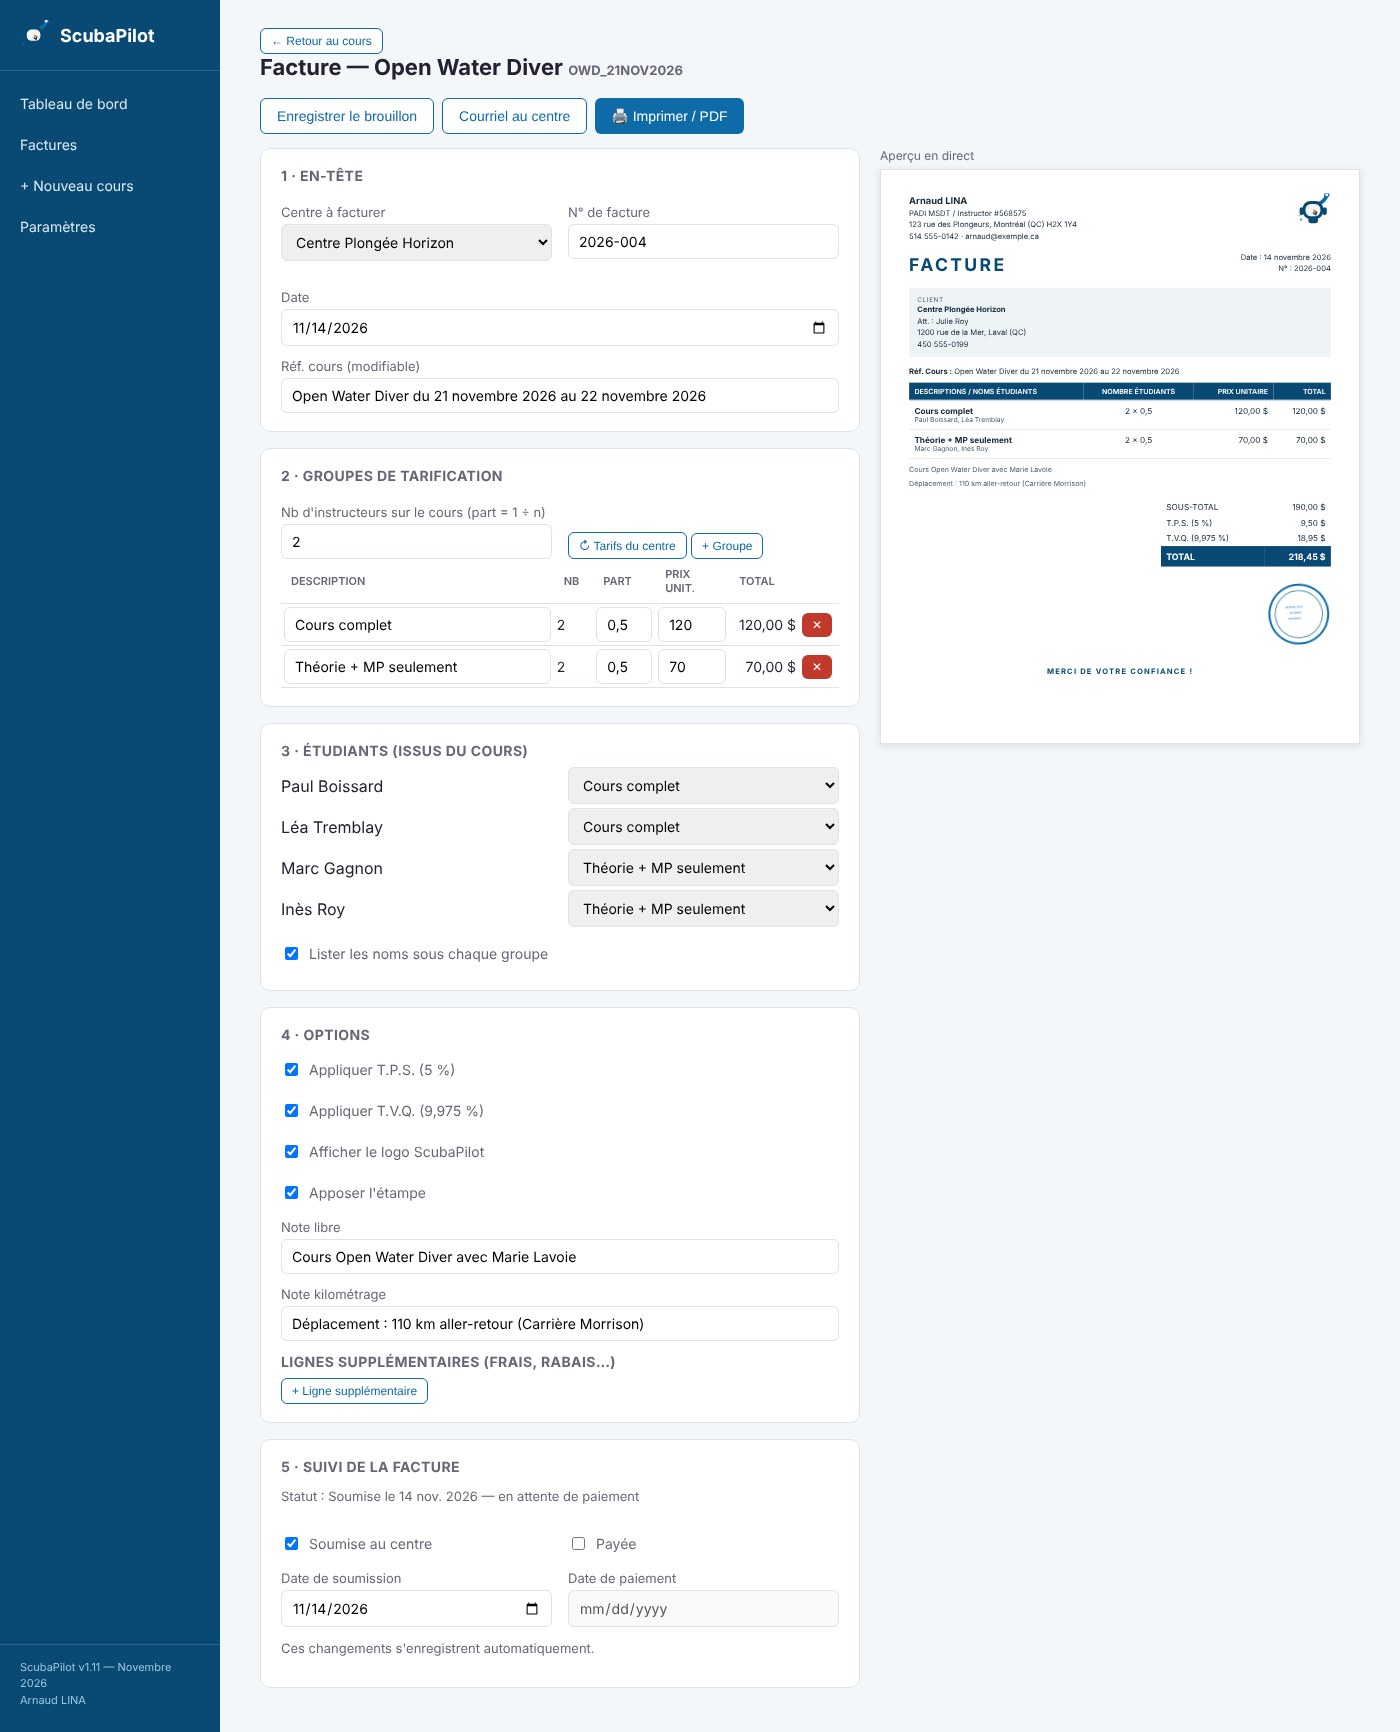 ScubaPilot
Tableau de bord
Factures
+ Nouveau cours
Paramètres
ScubaPilot v1.11 — Novembre
2026
Arnaud LINA
← Retour au cours
Facture — Open Water Diver OWD_21NOV2026
Enregistrer le brouillon
Courriel au centre
🖨️ Imprimer / PDF
1 · EN-TÊTE
Centre à facturer
N° de facture
Centre Plongée Horizon
2026-004
Date
11/14/2026
Réf. cours (modifiable)
Open Water Diver du 21 novembre 2026 au 22 novembre 2026
2 · GROUPES DE TARIFICATION
Nb d'instructeurs sur le cours (part = 1 ÷ n)
2
↻ Tarifs du centre
+ Groupe
DESCRIPTION NB PART PRIX UNIT. TOTAL
Cours complet 2 0,5 120 120,00 $ ×
Théorie + MP seulement 2 0,5 70 70,00 $ ×
3 · ÉTUDIANTS (ISSUS DU COURS)
Paul Boissard Cours complet
Léa Tremblay Cours complet
Marc Gagnon Théorie + MP seulement
Inès Roy Théorie + MP seulement
Lister les noms sous chaque groupe
4 · OPTIONS
Appliquer T.P.S. (5 %)
Appliquer T.V.Q. (9,975 %)
Afficher le logo ScubaPilot
Apposer l'étampe
Note libre
Cours Open Water Diver avec Marie Lavoie
Note kilométrage
Déplacement : 110 km aller-retour (Carrière Morrison)
LIGNES SUPPLÉMENTAIRES (FRAIS, RABAIS…)
+ Ligne supplémentaire
5 · SUIVI DE LA FACTURE
Statut : Soumise le 14 nov. 2026 — en attente de paiement
Soumise au centre
Payée
Date de soumission
Date de paiement
11/14/2026
mm/dd/yyyy
Ces changements s'enregistrent automatiquement.
Aperçu en direct
Arnaud LINA
PADI MSDT / Instructor #568575
123 rue des Plongeurs, Montréal (QC) H2X 1Y4
514 555-0142 · arnaud@exemple.ca
FACTURE
Date : 14 novembre 2026
N° : 2026-004
CLIENT
Centre Plongée Horizon
Att. : Julie Roy
1200 rue de la Mer, Laval (QC)
450 555-0199
Réf. Cours : Open Water Diver du 21 novembre 2026 au 22 novembre 2026
DESCRIPTIONS / NOMS ÉTUDIANTS NOMBRE ÉTUDIANTS PRIX UNITAIRE TOTAL
Cours complet 2 × 0,5 120,00 $ 120,00 $
Paul Boissard, Léa Tremblay
Théorie + MP seulement 2 × 0,5 70,00 $ 70,00 $
Marc Gagnon, Inès Roy
Cours Open Water Diver avec Marie Lavoie
Déplacement : 110 km aller-retour (Carrière Morrison)
SOUS-TOTAL 190,00 $
T.P.S. (5 %) 9,50 $
T.V.Q. (9,975 %) 18,95 $
TOTAL 218,45 $
MERCI DE VOTRE CONFIANCE !